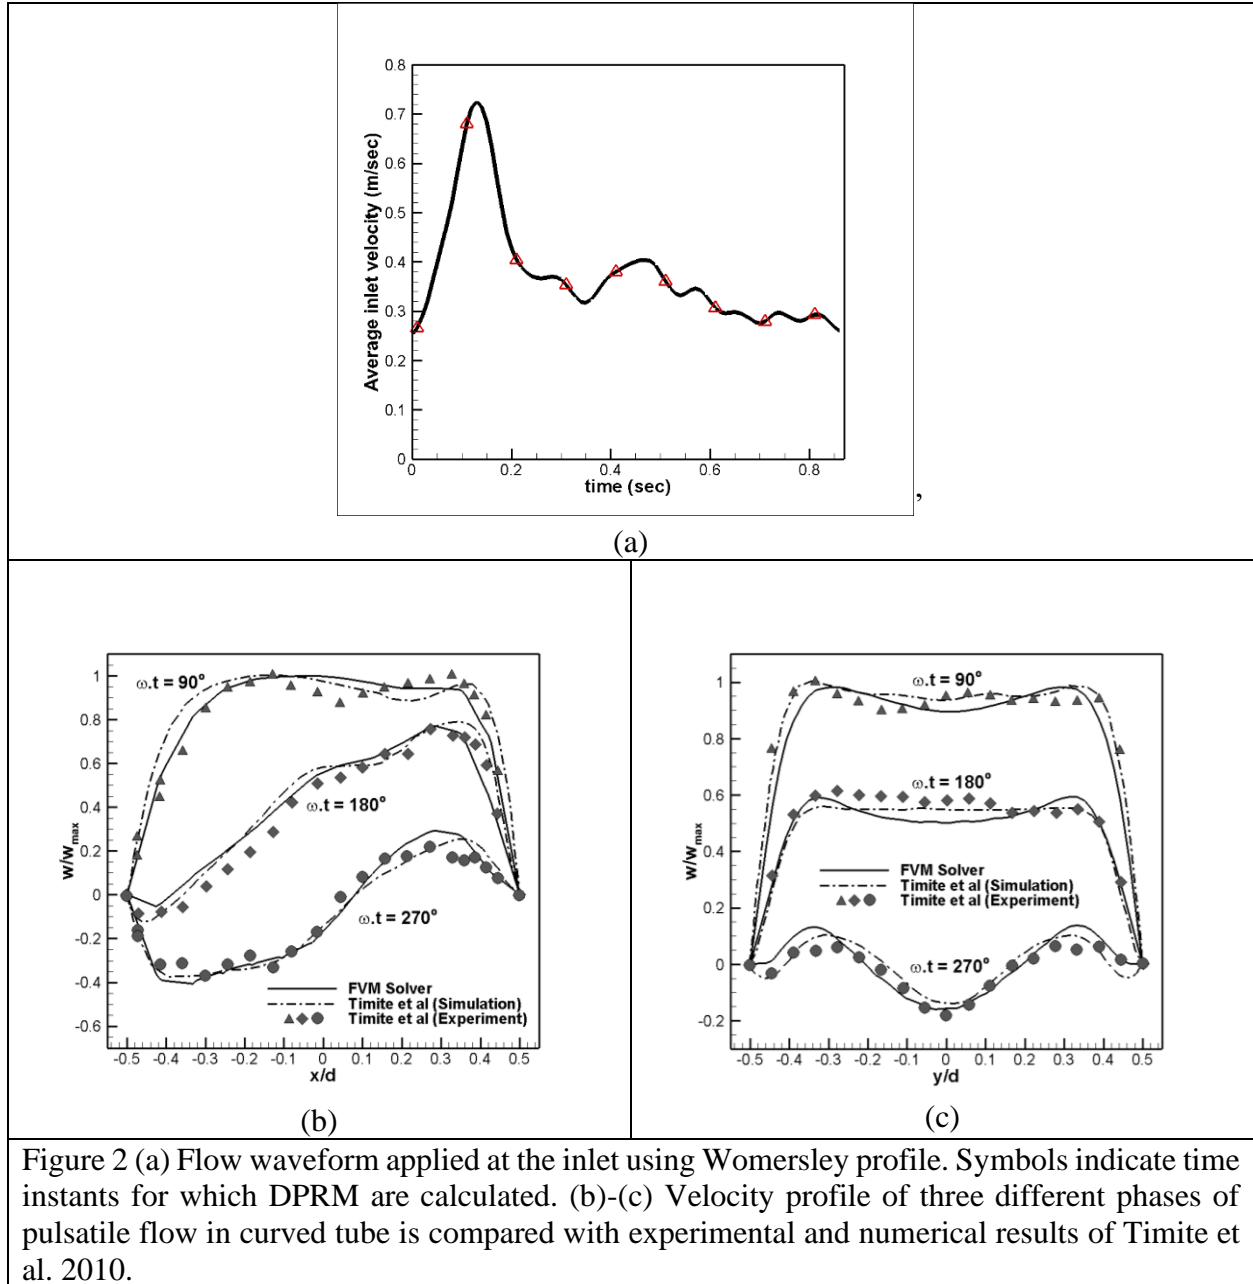 0.8
0.7
0.6
0.5
0.4
0.3
0.2
0.1
0
Average inlet velocity (m/sec)
0 0.2 0.4 0.6 0.8
time (sec)
,
(a)
1
0.8
0.6
0.4
0.2
0
-0.2
-0.4
-0.6
w/wmax
ω.t = 90°
ω.t = 180°
ω.t = 270°
FVM Solver
Timite et al (Simulation)
Timite et al (Experiment)
-0.5 -0.4 -0.3 -0.2 -0.1 0 0.1 0.2 0.3 0.4 0.5
x/d
(b)
1
0.8
0.6
0.4
0.2
0
-0.2
w/wmax
ω.t = 90°
ω.t = 180°
FVM Solver
Timite et al (Simulation)
Timite et al (Experiment)
ω.t = 270°
-0.5 -0.4 -0.3 -0.2 -0.1 0 0.1 0.2 0.3 0.4 0.5
y/d
(c)
Figure 2 (a) Flow waveform applied at the inlet using Womersley profile. Symbols indicate time
instants for which DPRM are calculated. (b)-(c) Velocity profile of three different phases of
pulsatile flow in curved tube is compared with experimental and numerical results of Timite et
al. 2010.